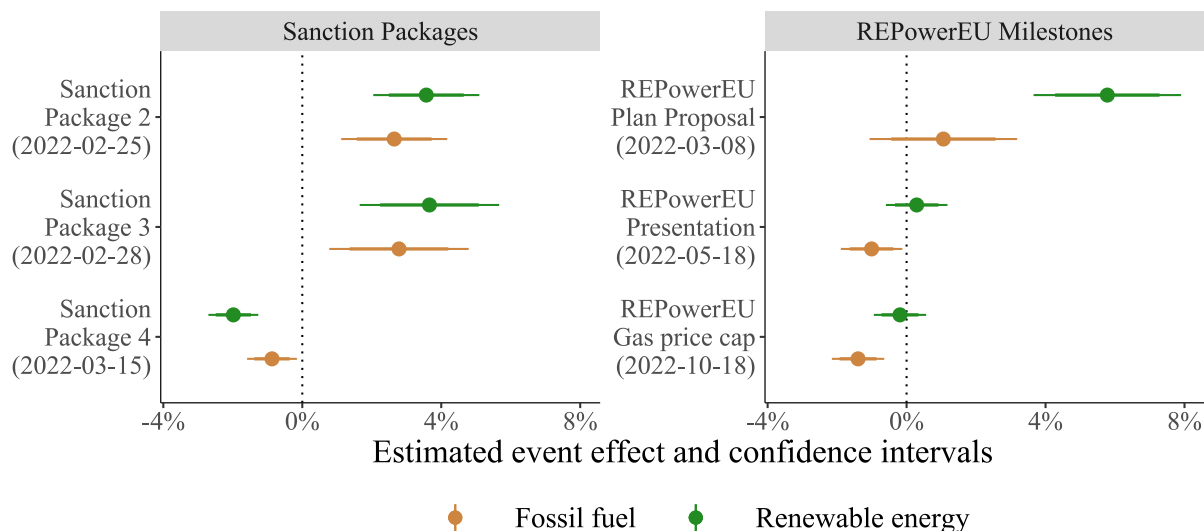 Sanction Packages
REPowerEU Milestones
Sanction
Package 2
(2022-02-25)
Sanction
Package 3
(2022-02-28)
Sanction
Package 4
(2022-03-15)
REPowerEU
Plan Proposal
(2022-03-08)
REPowerEU
Presentation
(2022-05-18)
REPowerEU
Gas price cap
(2022-10-18)
-4% 0% 4% 8%
-4% 0% 4% 8%
Estimated event effect and confidence intervals
Fossil fuel Renewable energy